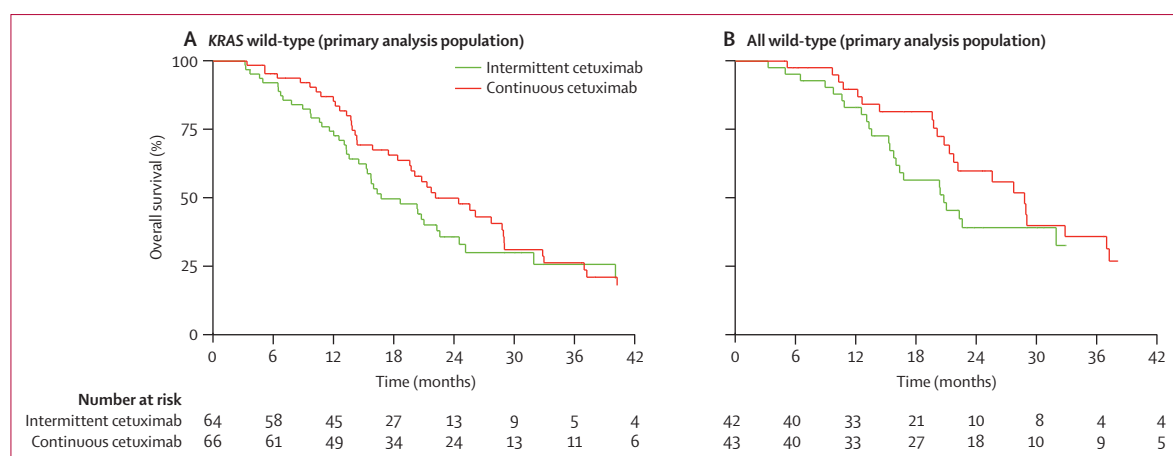 A KRAS wild-type (primary analysis population)
B All wild-type (primary analysis population)
Intermittent cetuximab
Continuous cetuximab
Overall survival (%)
100
75
50
25
0
0 6 12 18 24 30 36 42
Time (months)
0 6 12 18 24 30 36 42
Time (months)
Number at risk
Intermittent cetuximab 64 58 45 27 13 9 5 4 42 40 33 21 10 8 4 4
Continuous cetuximab 66 61 49 34 24 13 11 6 43 40 33 27 18 10 9 5